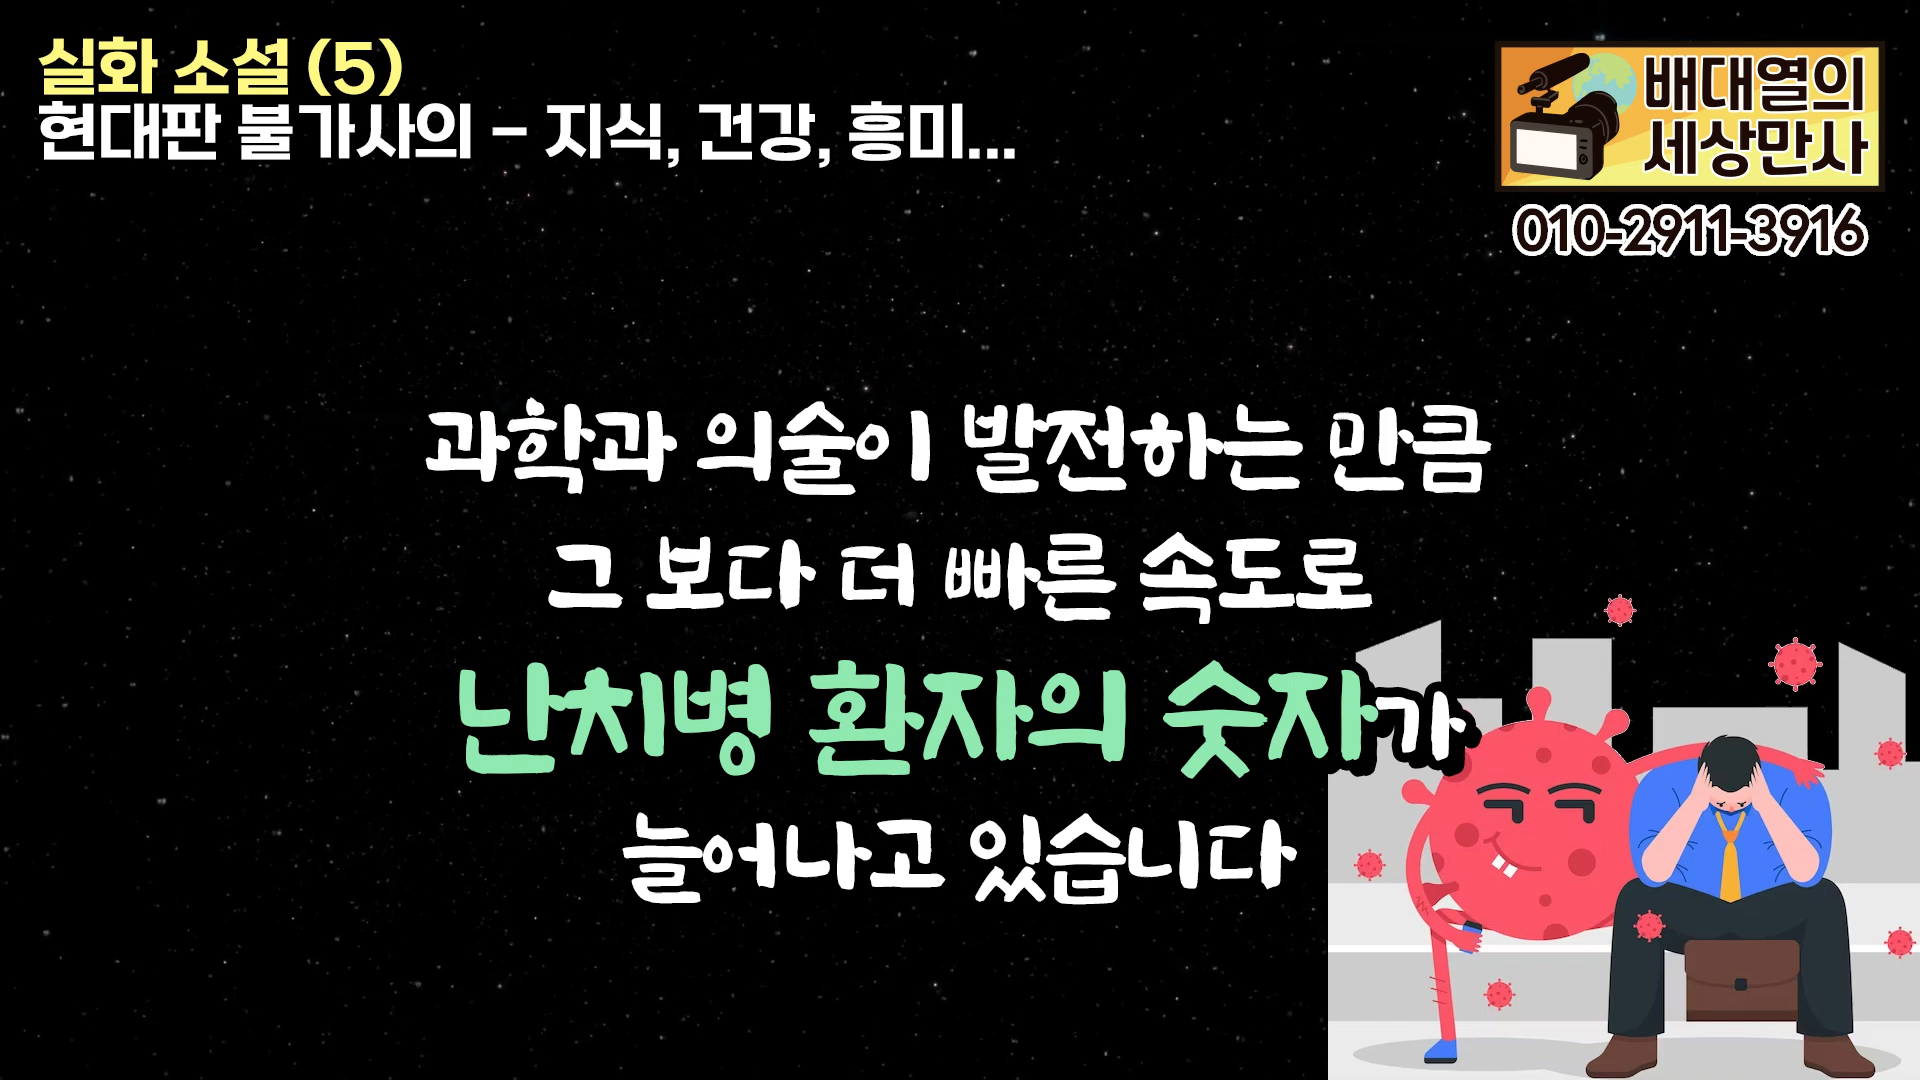 실화 소설 (5)
현대판 불가사의 - 지식, 건강, 흥미...
배대열의
세상만사
010-2911-3916
과학과 의술이 발전하는 만큼
그 보다 더 빠른 속도로
난치병 환자의 숫자가
늘어나고 있습니다